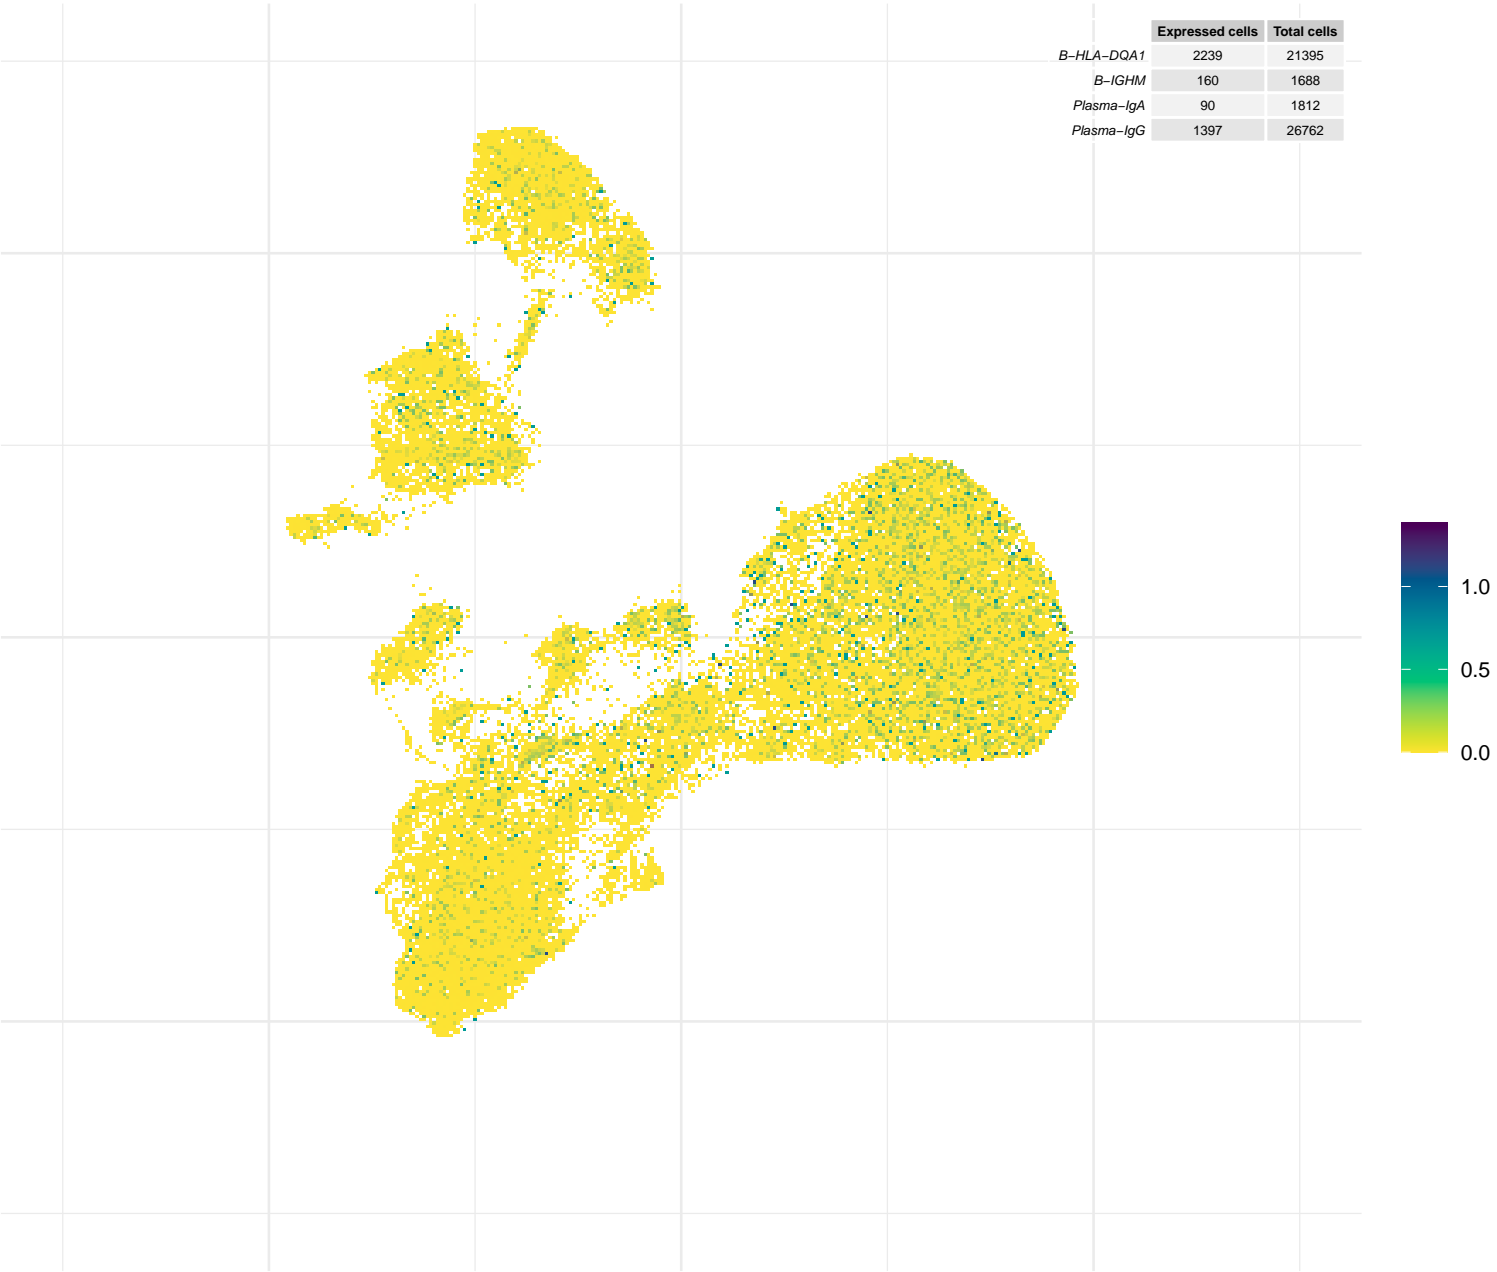 Expressed cells Total cells
B−HLA−DQA1 2239 21395
B−IGHM 160 1688
Plasma−IgA 90 1812
Plasma−IgG 1397 26762
1.0
0.5
0.0